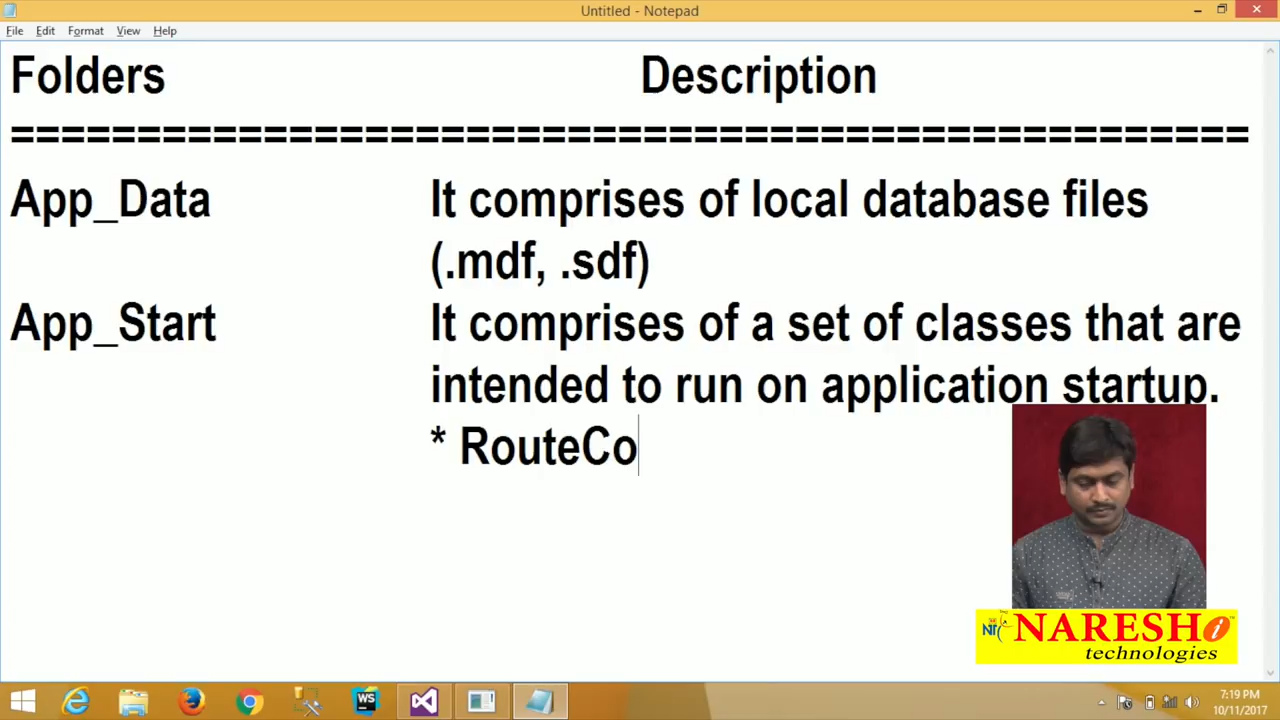 Untitled - Notepad
File Edit Format View Help
Folders Description
=================================================
App_Data It comprises of local database files
(.mdf, .sdf)
App_Start It comprises of a set of classes that are
intended to run on application startup.
* RouteCo
NT NARESH i
technologies
WS
7:19 PM
10/11/2017